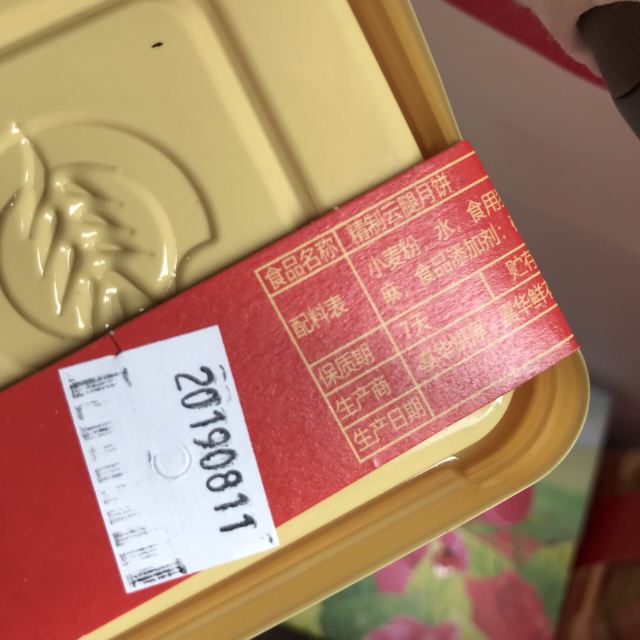 食品名称 精制云腿月饼
配料表 小麦粉、水、食用
食品添加剂
保质期 7天 贮存
生产商
生产日期
20190811